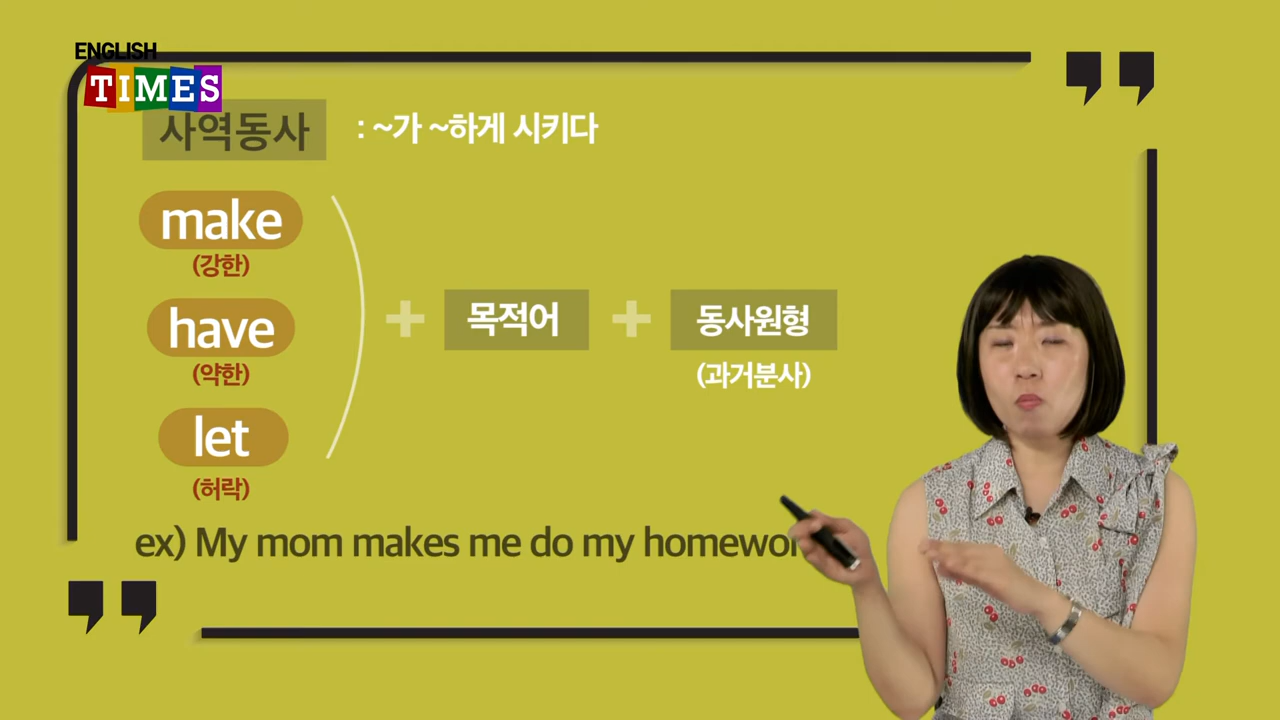 ENGLISH
TIMES
사역동사 : ~가 ~하게 시키다
make
(강한)
have
(약한)
let
(허락)
+ 목적어 + 동사원형
(과거분사)
ex) My mom makes me do my